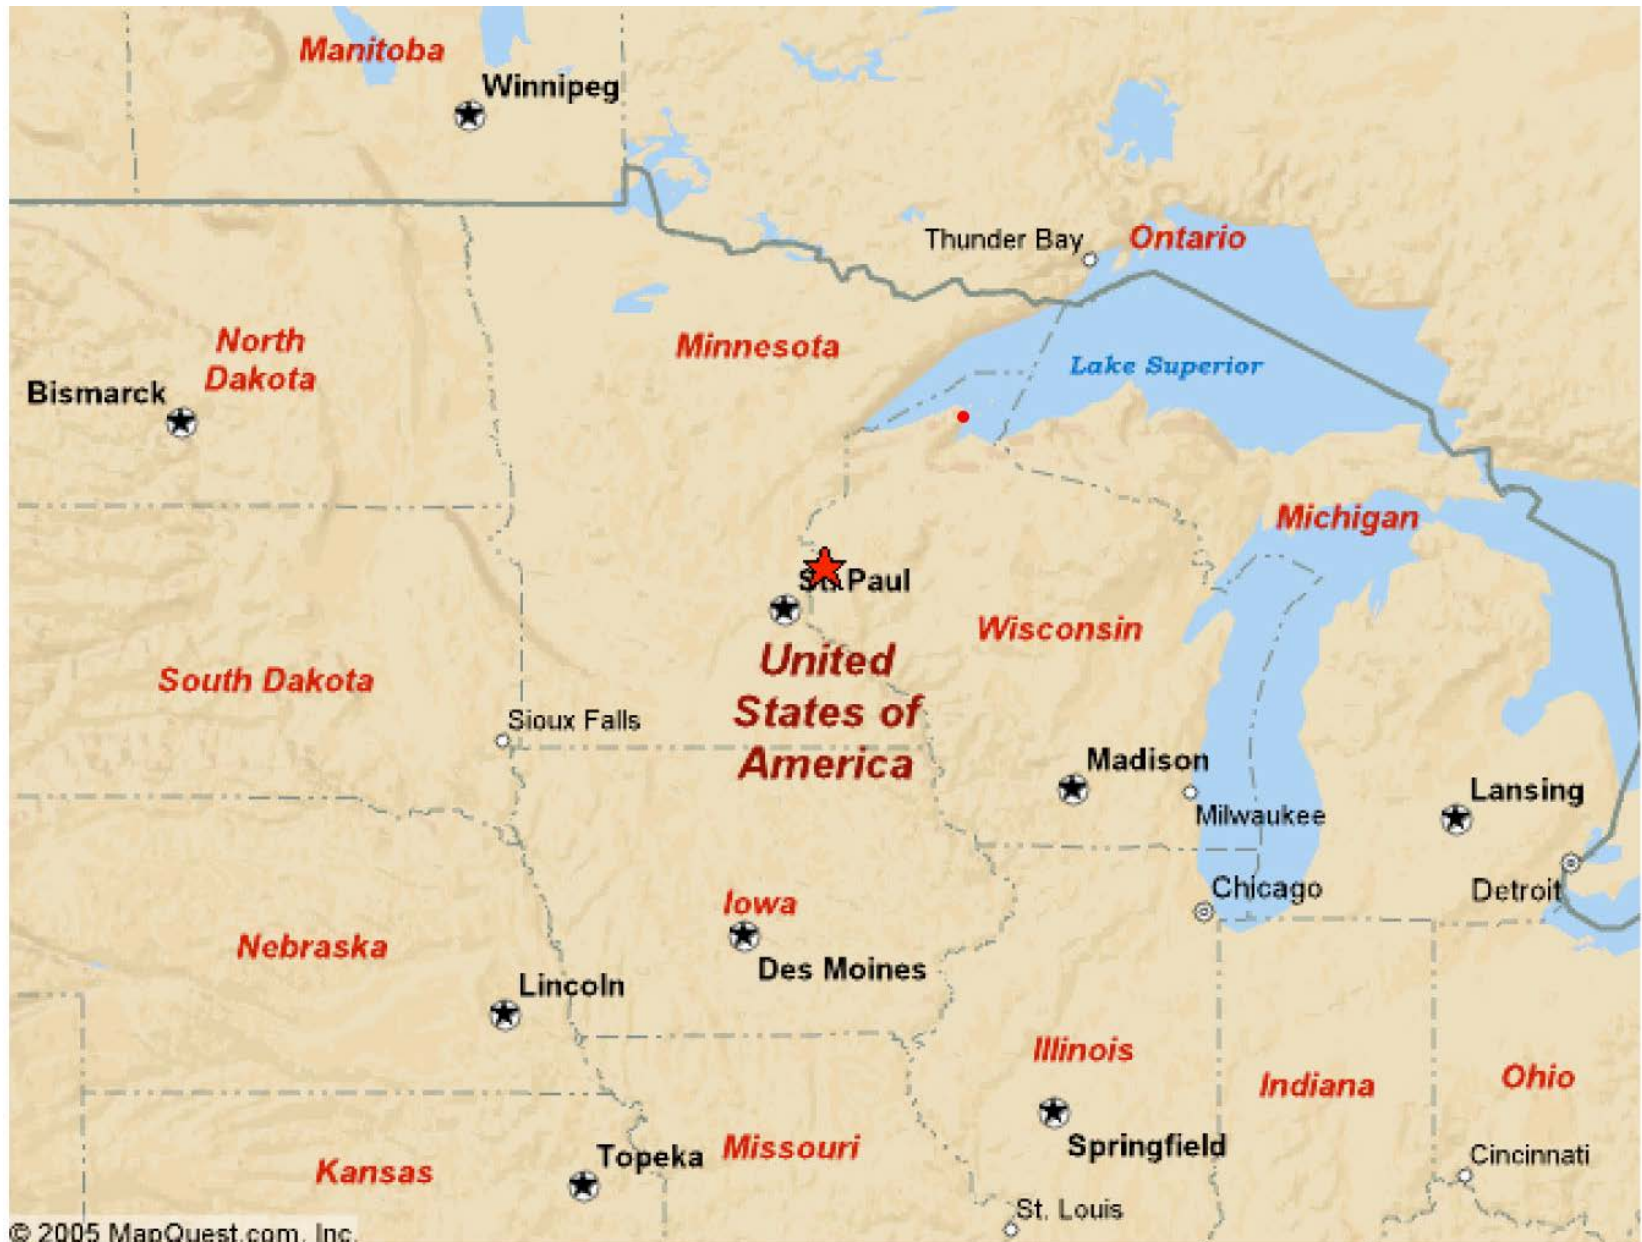 Manitoba
Winnipeg
Thunder Bay
Ontario
North
Dakota
Bismarck
Minnesota
Lake Superior
Michigan
St. Paul
Wisconsin
United
States of
America
South Dakota
Sioux Falls
Madison
Milwaukee
Lansing
Chicago
Detroit
Iowa
Des Moines
Nebraska
Lincoln
Illinois
Indiana
Ohio
Springfield
Cincinnati
Topeka
Missouri
Kansas
St. Louis
© 2005 MapQuest.com, Inc.